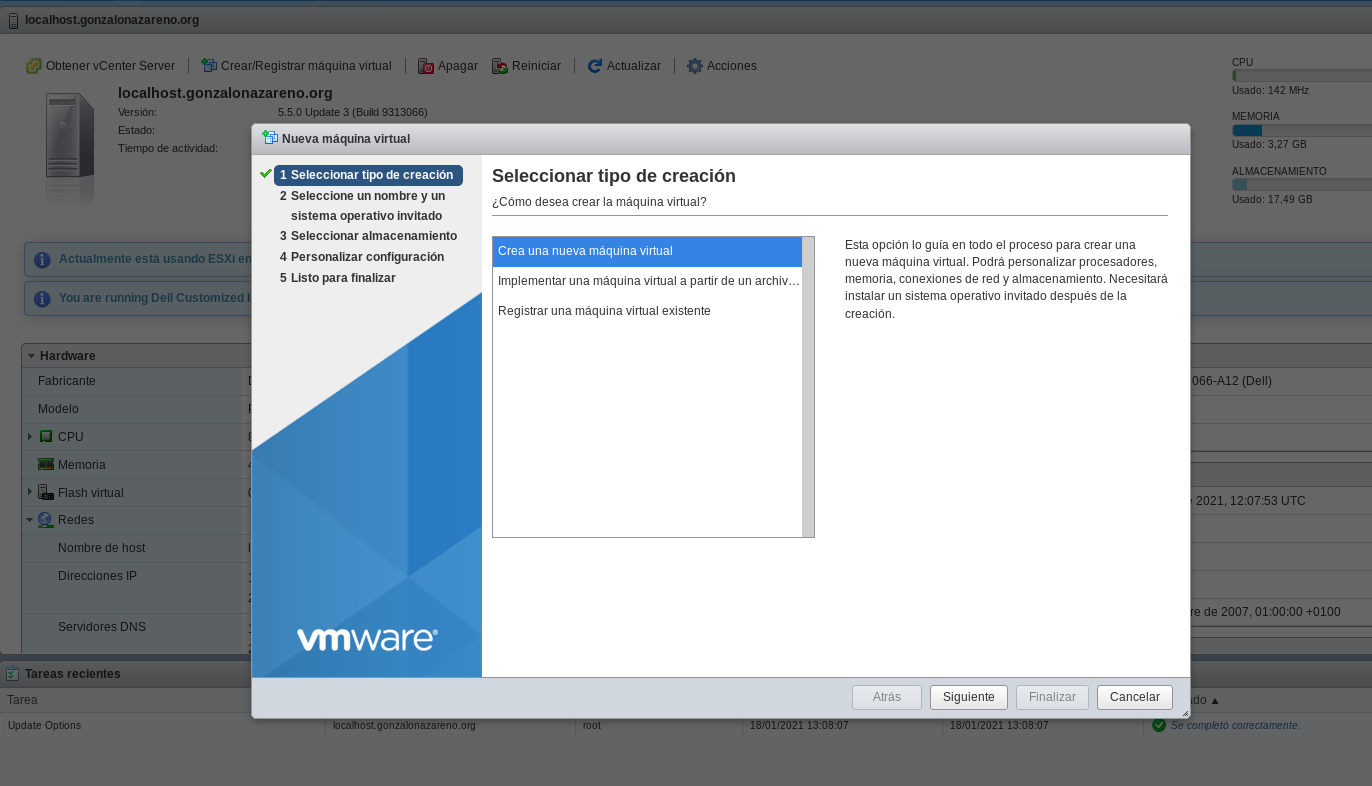 localhost.gonzalonazareno.org
Obtener vCenter Server
Crear/Registrar máquina virtual
Apagar
Reiniciar
Actualizar
Acciones
localhost.gonzalonazareno.org
Versión: 5.5.0 Update 3 (Build 9313066)
Estado:
Tiempo de actividad:
CPU
Usado: 142 MHz
MEMORIA
Usado: 3,27 GB
ALMACENAMIENTO
Usado: 17,49 GB
Actualmente está usando ESXi en
You are running Dell Customized
Hardware
Fabricante
Modelo
CPU
Memoria
Flash virtual
Redes
Nombre de host
Direcciones IP
Servidores DNS
066-A12 (Dell)
2021, 12:07:53 UTC
re de 2007, 01:00:00 +0100
Nueva máquina virtual
1 Seleccionar tipo de creación
2 Seleccione un nombre y un
sistema operativo invitado
3 Seleccionar almacenamiento
4 Personalizar configuración
5 Listo para finalizar
vmware®
Seleccionar tipo de creación
¿Cómo desea crear la máquina virtual?
Crea una nueva máquina virtual
Implementar una máquina virtual a partir de un archiv...
Registrar una máquina virtual existente
Esta opción lo guía en todo el proceso para crear una
nueva máquina virtual. Podrá personalizar procesadores,
memoria, conexiones de red y almacenamiento. Necesitará
instalar un sistema operativo invitado después de la
creación.
Atrás
Siguiente
Finalizar
Cancelar
Tareas recientes
Tarea
ado ▲
Update Options localhost.gonzalonazareno.org root 18/01/2021 13:08:07 18/01/2021 13:08:07 Se completó correctamente.